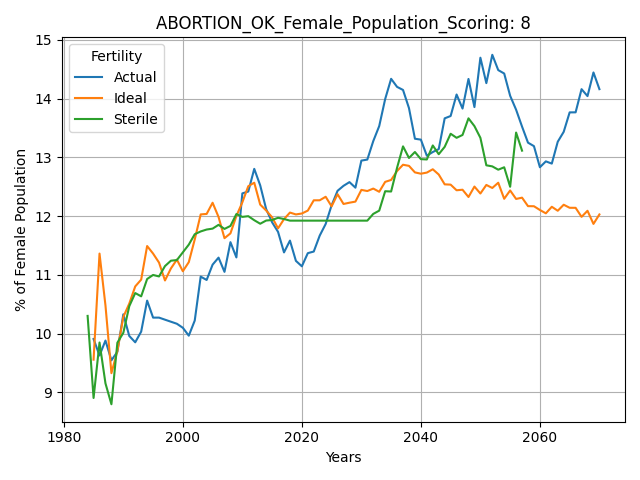 ABORTION_OK_Female_Population_Scoring: 8
15
14
13
12
11
10
9
% of Female Population
Fertility
Actual
Ideal
Sterile
1980
2000
2020
2040
2060
Years